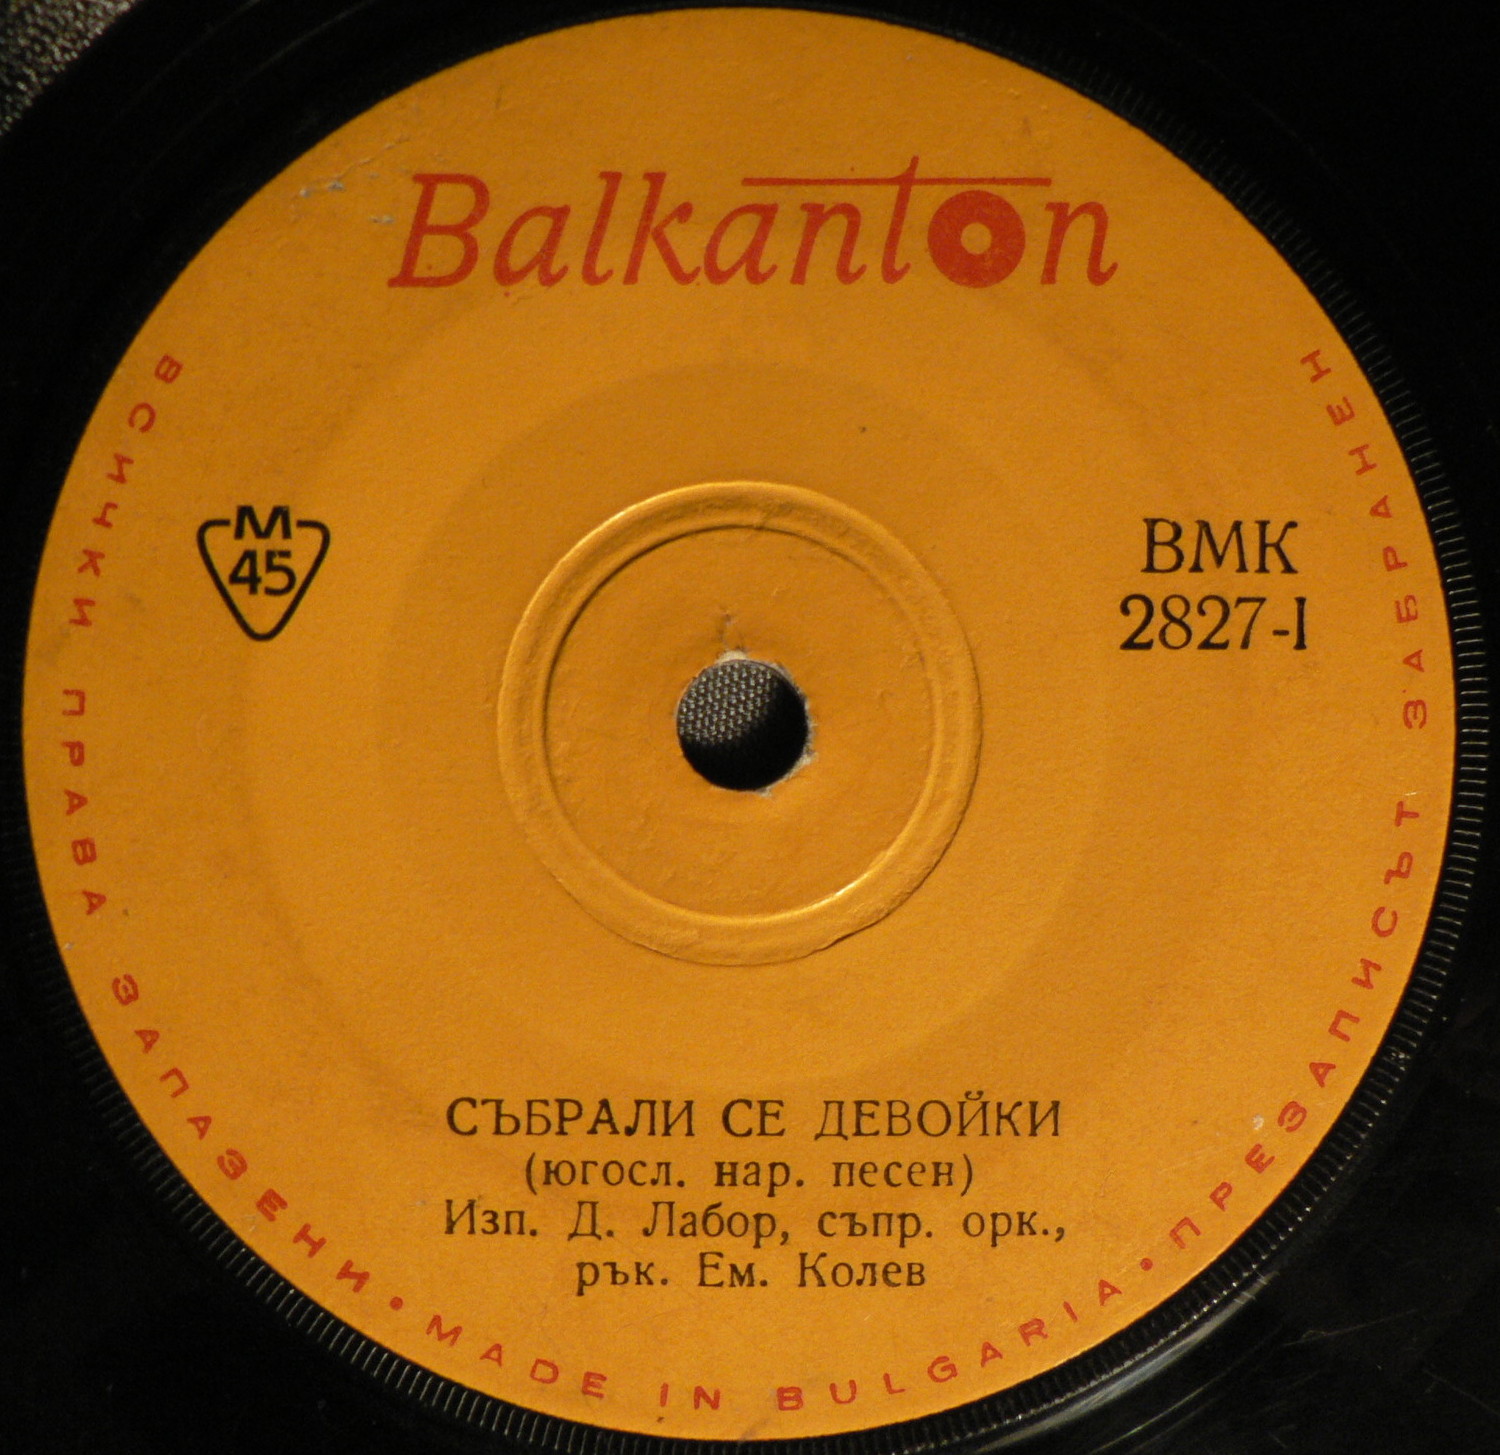 Balkanton
M
45
ВМК
2827-I
СЪБРАЛИ СЕ ДЕВОЙКИ
(югосл. нар. песен)
Изп. Д. Лабор, съпр. орк.,
рък. Ем. Колев
ВСИЧКИ ПРАВА ЗАПАЗЕНИ • MADE IN BULGARIA • ПРЕЗАПИСЪТ ЗАБРАНЕН